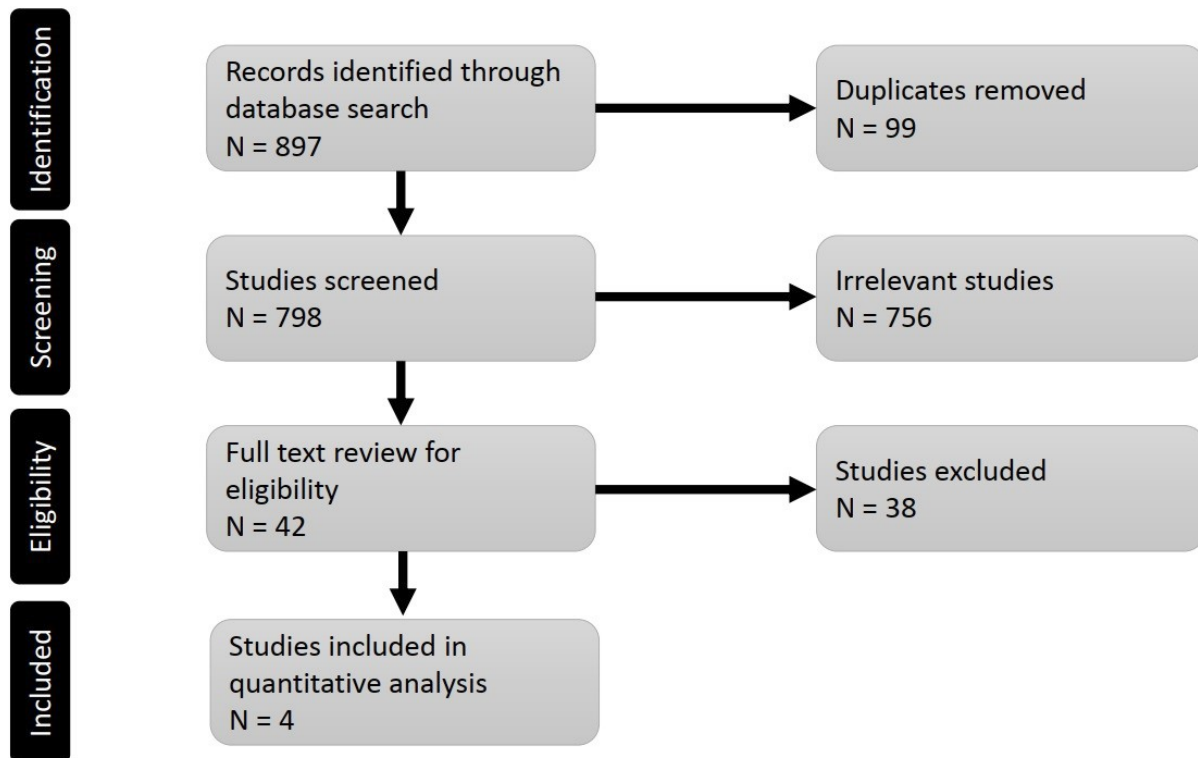 Identification
Records identified through
database search
N = 897
Duplicates removed
N = 99
Screening
Studies screened
N = 798
Irrelevant studies
N = 756
Eligibility
Full text review for
eligibility
N = 42
Studies excluded
N = 38
Included
Studies included in
quantitative analysis
N = 4